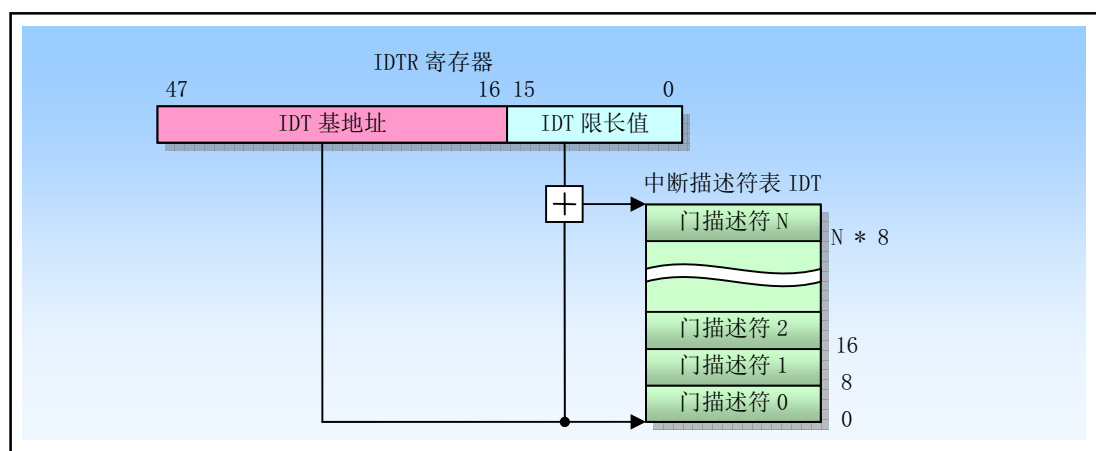 IDTR 寄存器
47 16 15 0
IDT 基地址 IDT 限长值
中断描述符表 IDT
门描述符 N
N * 8
门描述符 2
16
门描述符 1
8
门描述符 0
0